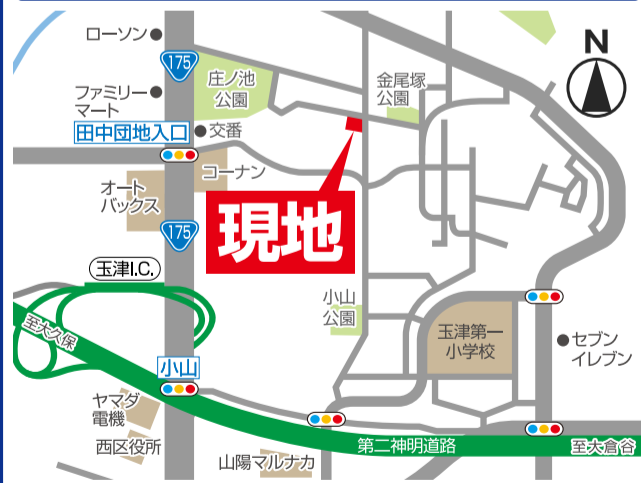 ローソン
175
庄ノ池
公園
金尾塚
公園
N
ファミリー
マート
田中団地入口
交番
コーナン
オート
バックス
現地
175
玉津I.C.
小山
公園
至大久保
玉津第一
小学校
セブン
イレブン
小山
ヤマダ
電機
西区役所
山陽マルナカ
第二神明道路
至大倉谷